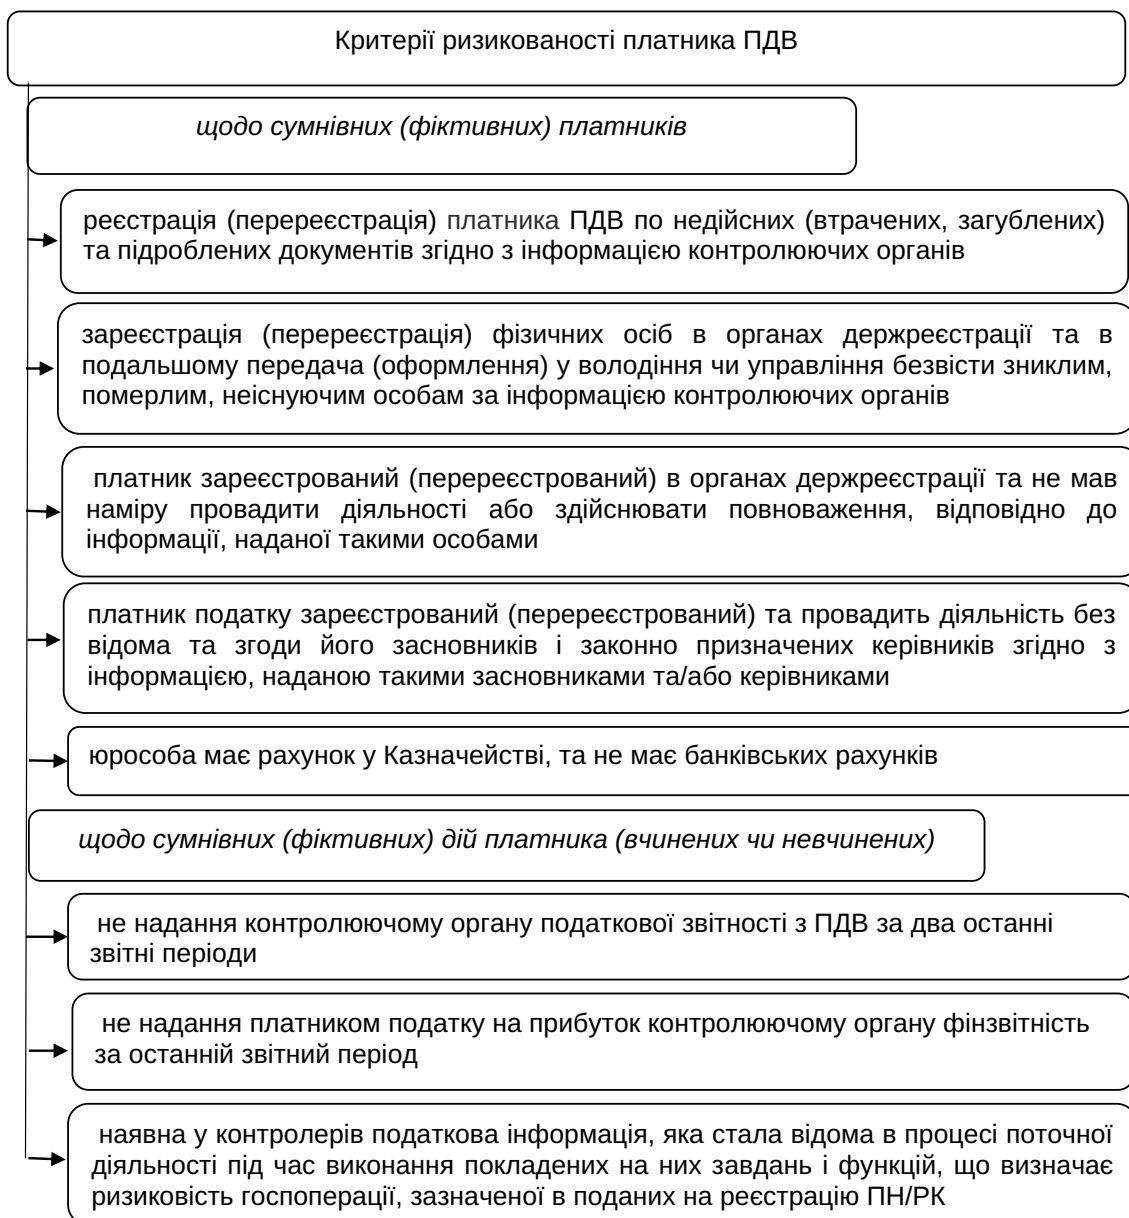 Критерії ризикованості платника ПДВ
щодо сумнівних (фіктивних) платників
реєстрація (перереєстрація) платника ПДВ по недійсних (втрачених, загублених)
та підроблених документів згідно з інформацією контролюючих органів
зареєстрація (перереєстрація) фізичних осіб в органах держреєстрації та в
подальшому передача (оформлення) у володіння чи управління безвісти зниклим,
померлим, неіснуючим особам за інформацією контролюючих органів
платник зареєстрований (перереєстрований) в органах держреєстрації та не мав
наміру провадити діяльності або здійснювати повноваження, відповідно до
інформації, наданої такими особами
платник податку зареєстрований (перереєстрований) та провадить діяльність без
відома та згоди його засновників і законно призначених керівників згідно з
інформацією, наданою такими засновниками та/або керівниками
юрособа має рахунок у Казначействі, та не має банківських рахунків
щодо сумнівних (фіктивних) дій платника (вчинених чи невчинених)
не надання контролюючому органу податкової звітності з ПДВ за два останні
звітні періоди
не надання платником податку на прибуток контролюючому органу фінзвітність
за останній звітний період
наявна у контролерів податкова інформація, яка стала відома в процесі поточної
діяльності під час виконання покладених на них завдань і функцій, що визначає
ризиковість госпоперації, зазначеної в поданих на реєстрацію ПН/РК